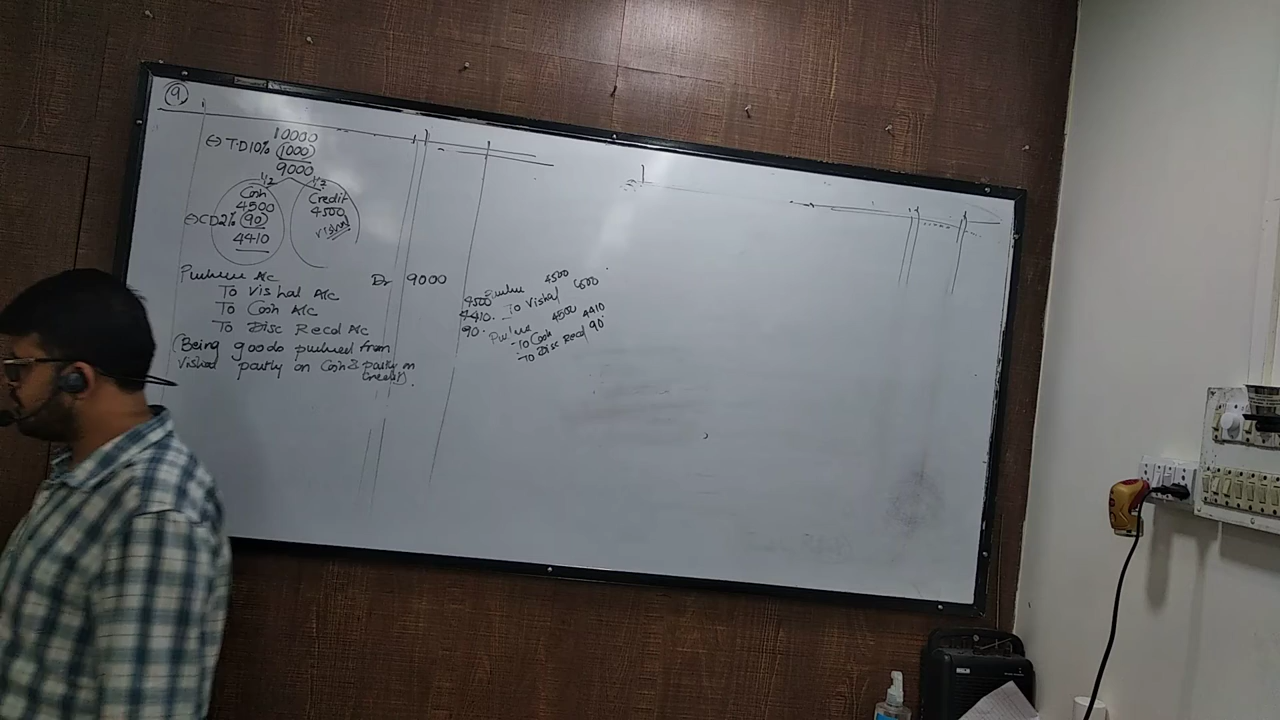 9
10000
(-) T.D 10% (1000)
9000
1/2 1/2
Cash Credit
4500 4500
(-) CD 2% (90) Vishal
4410
Purchase A/c Dr 9000
To Vishal A/c 4500
To Cash A/c 4410
To Disc Recd A/c 90
(Being goods purchased from
Vishal partly on Cash & partly on
Credit).
Purchase 4500
To Vishal 4500
Purchase 4500
To Cash 4410
To Disc Recd 90